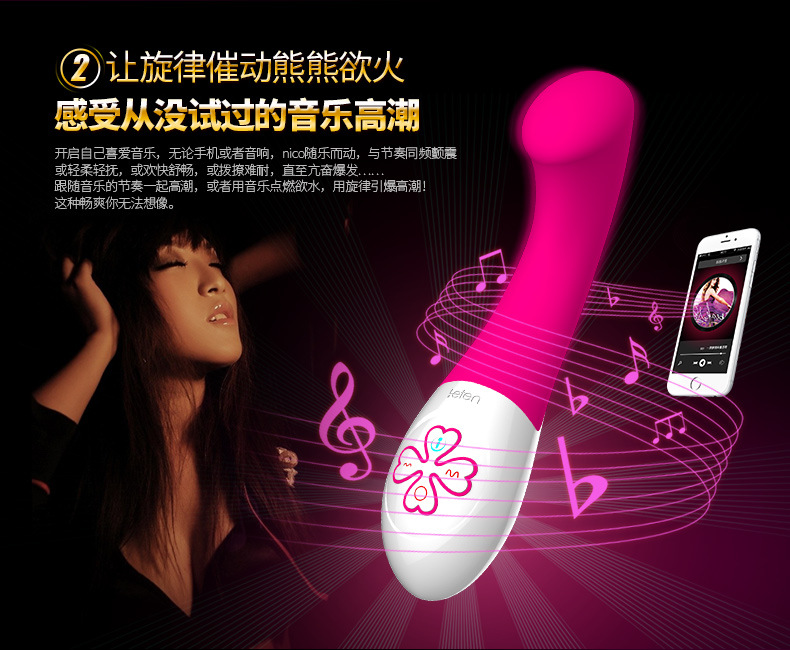 2 让旋律催动熊熊欲火
感受从没试过的音乐高潮
开启自己喜爱音乐，无论手机或者音响，nico随乐而动，与节奏同频颤震
或轻柔轻抚，或欢快舒畅，或拨撩难耐，直至亢奋爆发……
跟随音乐的节奏一起高潮，或者用音乐点燃欲水，用旋律引爆高潮！
这种畅爽你无法想像。